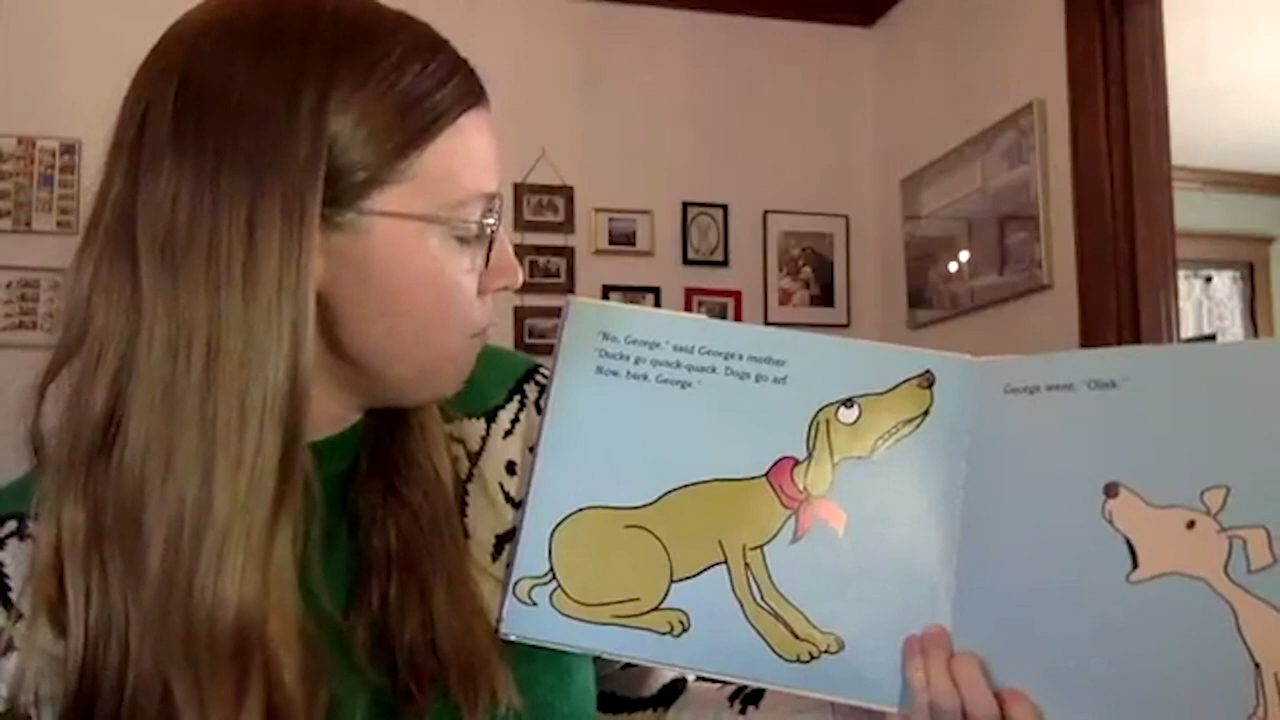 "No, George," said George's mother.
"Ducks go quack-quack. Dogs go arf.
Now, bark, George."
George went, "Oink."